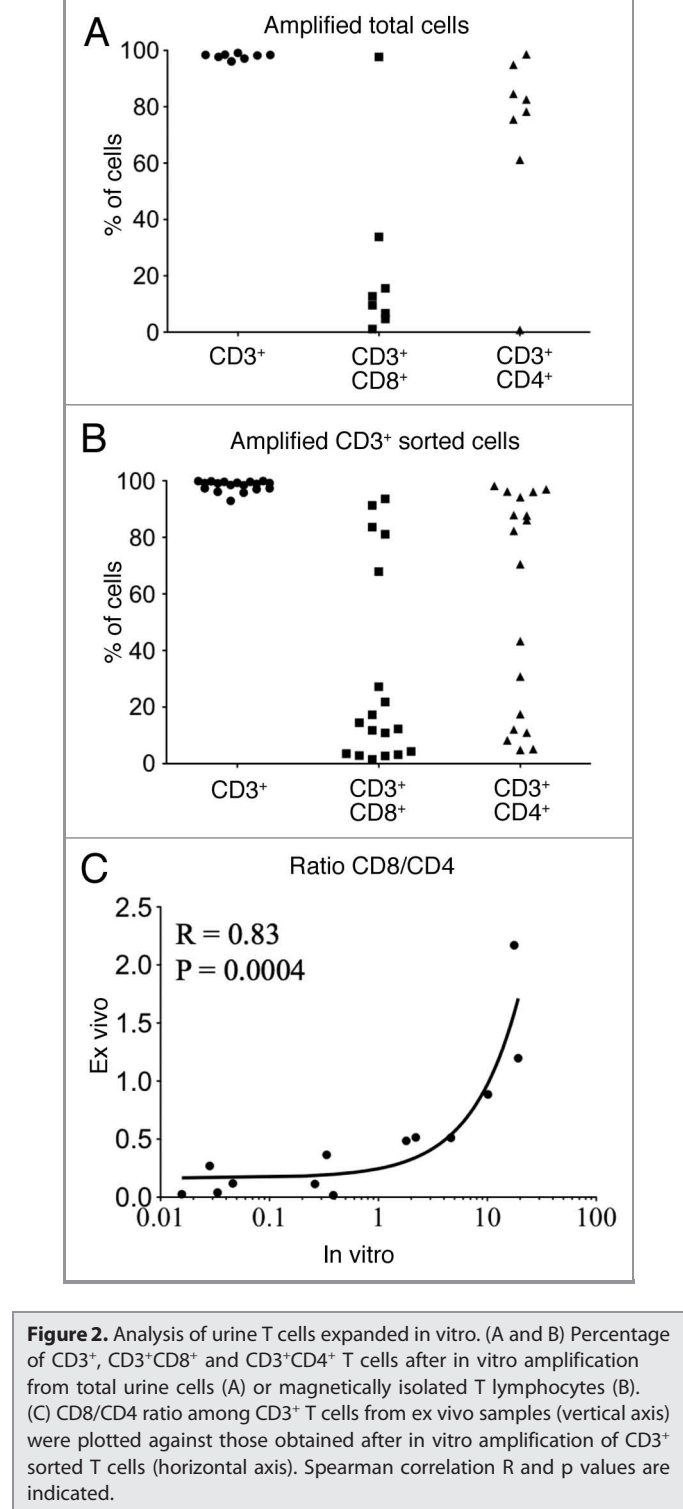 A
Amplified total cells
% of cells
100
80
60
40
20
0
CD3⁺
CD3⁺
CD8⁺
CD3⁺
CD4⁺
B
Amplified CD3⁺ sorted cells
% of cells
100
80
60
40
20
0
CD3⁺
CD3⁺
CD8⁺
CD3⁺
CD4⁺
C
Ratio CD8/CD4
R = 0.83
P = 0.0004
Ex vivo
2.5
2.0
1.5
1.0
0.5
0.0
0.01 0.1 1 10 100
In vitro
Figure 2. Analysis of urine T cells expanded in vitro. (A and B) Percentage
of CD3⁺, CD3⁺CD8⁺ and CD3⁺CD4⁺ T cells after in vitro amplification
from total urine cells (A) or magnetically isolated T lymphocytes (B).
(C) CD8/CD4 ratio among CD3⁺ T cells from ex vivo samples (vertical axis)
were plotted against those obtained after in vitro amplification of CD3⁺
sorted T cells (horizontal axis). Spearman correlation R and p values are
indicated.